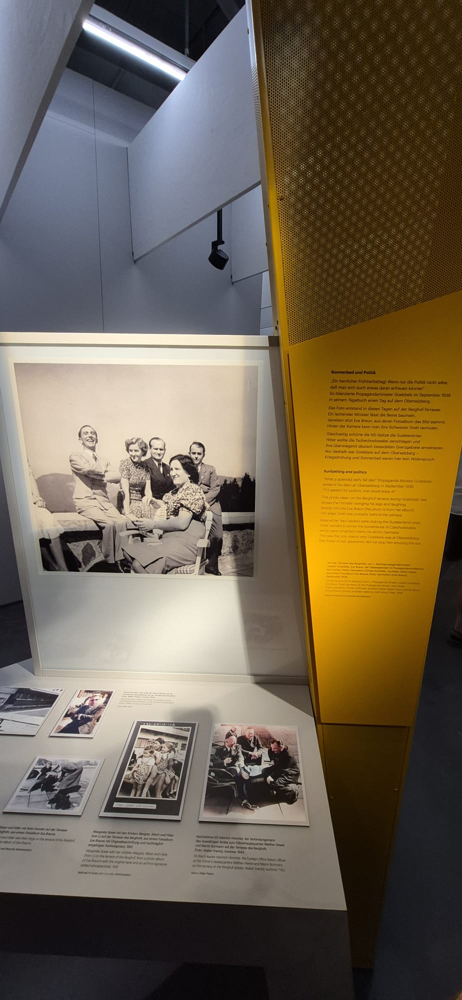 Sonnenbad und Politik
„Ein herrlicher Frühherbsttag! Wenn nur die Politik nicht wäre,
daß man sich auch etwas daran erfreuen könnte!“
So bilanzierte Propagandaminister Goebbels im September 1938
in seinem Tagebuch einen Tag auf dem Obersalzberg.
Das Foto entstand in diesen Tagen auf der Berghof-Terrasse:
Ein lachender Minister lässt die Beine baumeln,
daneben sitzt Eva Braun, aus deren Fotoalbum das Bild stammt.
Hinter der Kamera kann man ihre Schwester Gretl vermuten.
Gleichzeitig schürte die NS-Spitze die Sudetenkrise:
Hitler wollte die Tschechoslowakei zerschlagen und
ihre überwiegend deutsch besiedelten Grenzgebiete annektieren.
Nur deshalb war Goebbels auf dem Obersalzberg –
Kriegsdrohung und Sonnenbad waren hier kein Widerspruch.
Sunbathing and politics
“What a splendid early fall day!” Propaganda Minister Goebbels
wrote in his diary at Obersalzberg in September 1938.
“If it weren’t for politics, one could enjoy it!”
The photo taken on the Berghof terrace during Goebbels’ visit
shows the minister swinging his legs and laughing.
Beside him sits Eva Braun (the photo is from her album).
Her sister Gretl was probably behind the camera.
Meanwhile, Nazi leaders were stoking the Sudetenland crisis.
Hitler wanted to annex the borderlands of Czechoslovakia,
which were inhabited mainly by ethnic Germans.
This was the only reason why Goebbels was at Obersalzberg.
The threat of war apparently did not stop him enjoying the sun.
Auf der Terrasse des Berghofs, von l.: Reichspropagandaminister
Joseph Goebbels, Eva Braun, der Staatssekretär im Propagandaministerium
Karl Hanke, Hitlers Sekretärin Christa Schröder, Architekt Albert Speer,
aus einem Fotoalbum Eva Brauns (Foto: vermutlich Gretl Braun),
September 1938.
On the terrace of the Berghof, from l.: Propaganda Minister Joseph Goebbels,
Eva Braun, State Secretary at the Propaganda Ministry Karl Hanke,
Hitler's secretary Christa Schröder, architect Albert Speer, from a photo album
of Eva Braun's (photo: probably taken by Gretl Braun), Sept. 1938.
National Archives and Records Administration
Martin Bormann, der Leiter der Partei-Kanzlei und der
Verwaltung Obersalzberg, auf der Terrasse des Berghofs
(Foto: Walter Frentz), Sommer 1943.
Hanns-Peter Frentz
242-EB-11-10A
Frau Speer mit Kinder
Braun und Hitler mit ihren Hunden auf der Terrasse
Berghofs, aus einem Fotoalbum Eva Brauns.
and Hitler with their dogs on the terrace of the Berghof
album of Eva Braun's
and Records Administration
Margarete Speer mit den Kindern Margret, Albert und Hilde
(von l.) auf der Terrasse des Berghofs, aus einem Fotoalbum
Eva Brauns mit Originalbeschriftung und nachträglich
eingefügter Archivsignatur, 1941.
Margarete Speer with her children Margret, Albert and Hilde
(from l.) on the terrace of the Berghof, from a photo album
of Eva Braun's with the original label and an archive signature
added retrospectively, 1941.
National Archives and Records Administration
Reichsführer-SS Heinrich Himmler, der Verbindungsmann
des Auswärtigen Amtes zum Führerhauptquartier Walther Hewel
und Martin Bormann auf der Terrasse des Berghofs
(Foto: Walter Frentz), Sommer 1943.
SS Reich leader Heinrich Himmler, the Foreign Office liaison officer
at the Führer's headquarters Walther Hewel and Martin Bormann
on the terrace of the Berghof (photo: Walter Frentz), summer 1943.
Hanns-Peter Frentz